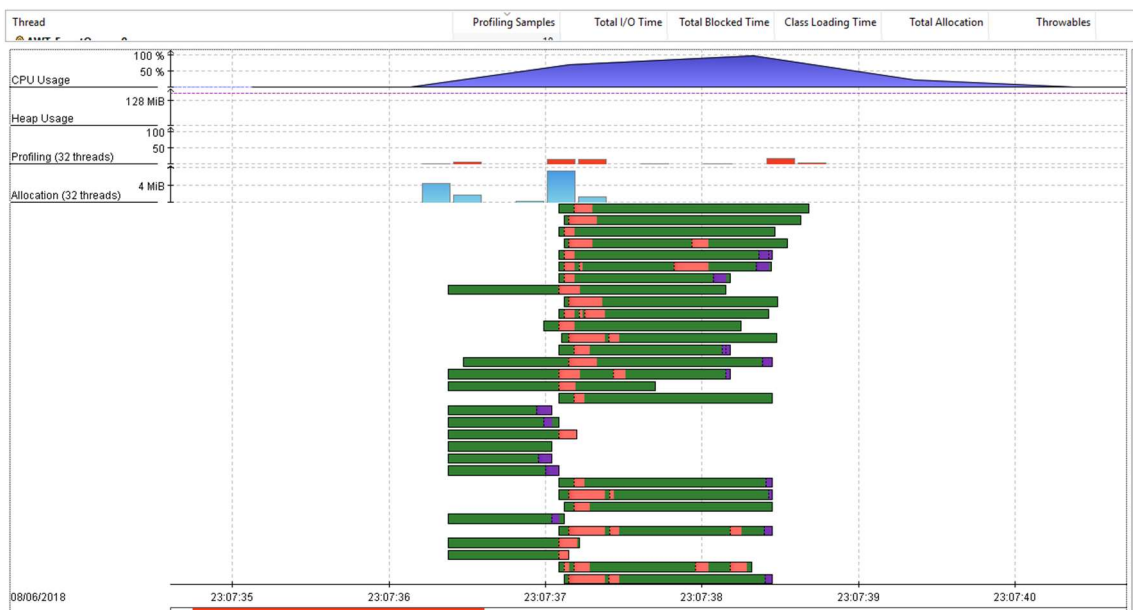 Thread Profiling Samples Total I/O Time Total Blocked Time Class Loading Time Total Allocation Throwables
100 %
50 %
CPU Usage
128 MiB
Heap Usage
100
50
Profiling (32 threads)
4 MiB
Allocation (32 threads)
08/06/2018 23:07:35 23:07:36 23:07:37 23:07:38 23:07:39 23:07:40